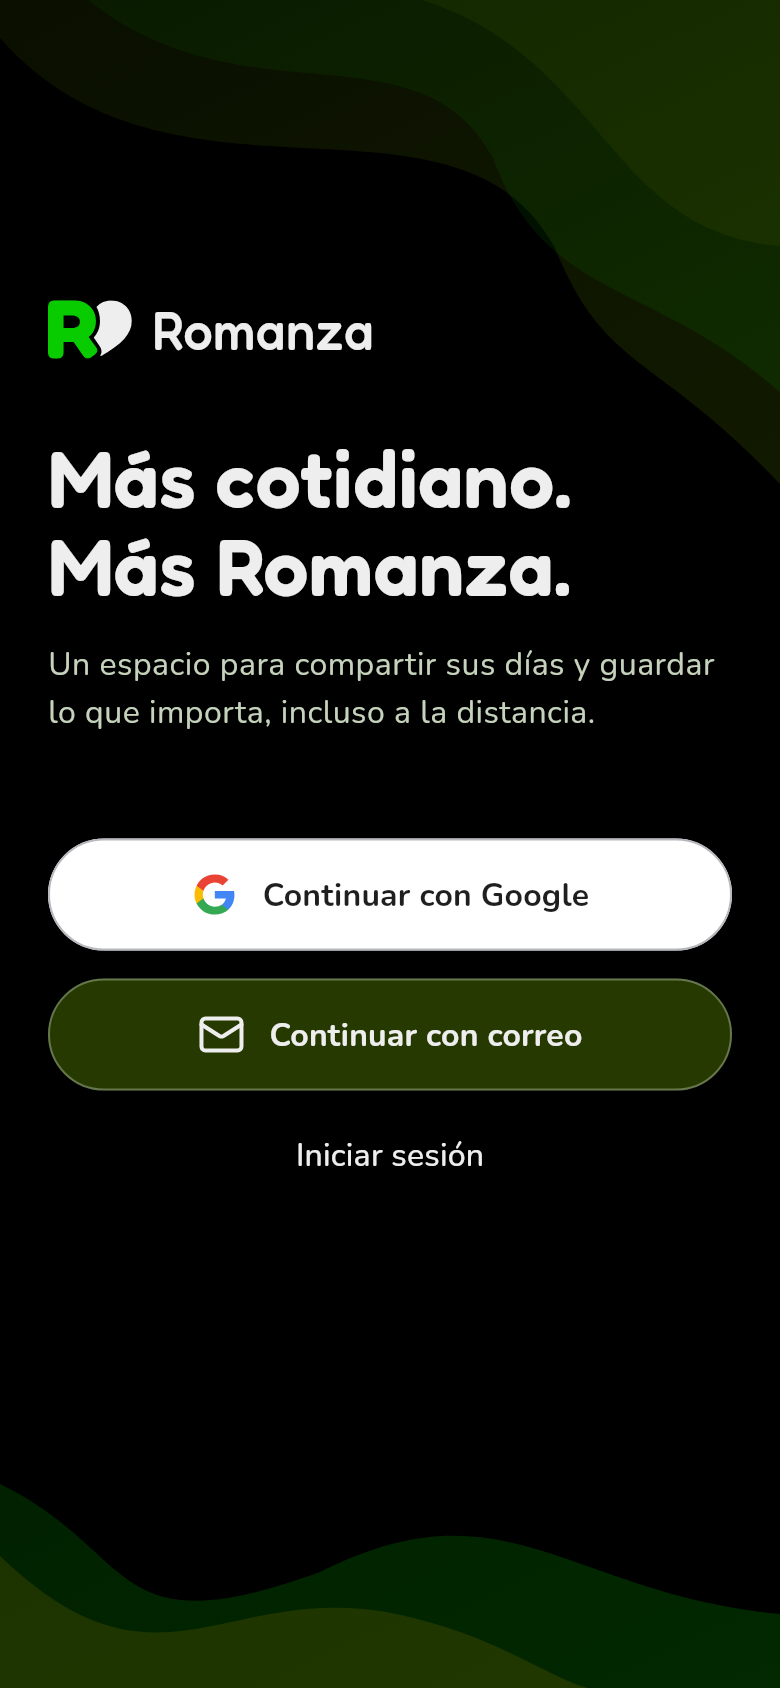 Romanza
Más cotidiano.
Más Romanza.
Un espacio para compartir sus días y guardar
lo que importa, incluso a la distancia.
Continuar con Google
Continuar con correo
Iniciar sesión